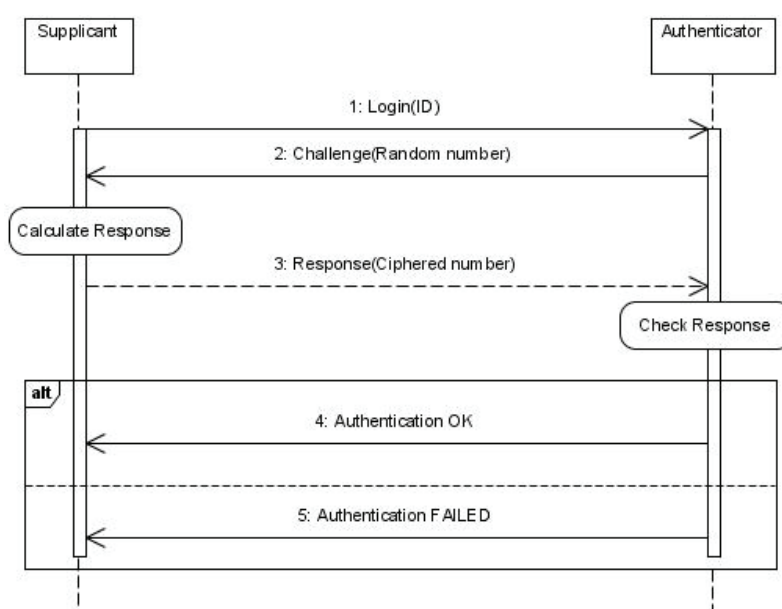 Supplicant
Authenticator
1: Login(ID)
2: Challenge(Random number)
Calculate Response
3: Response(Ciphered number)
Check Response
alt
4: Authentication OK
5: Authentication FAILED